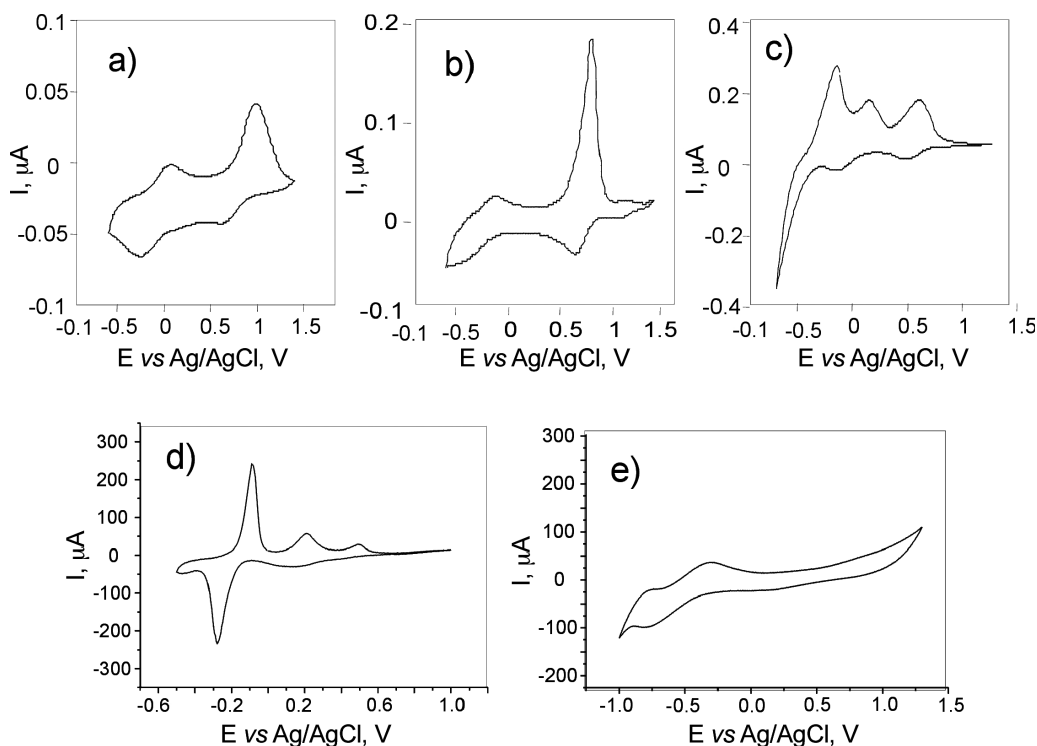 a)
0.1
0.05
0
-0.05
-0.1
-0.1 -0.5 0 0.5 1 1.5
I, µA
E vs Ag/AgCl, V
b)
0.2
0.1
0
-0.1
-0.1 -0.5 0 0.5 1 1.5
I, µA
E vs Ag/AgCl, V
c)
0.4
0.2
0
-0.2
-0.4
-0.1 -0.5 0 0.5 1 1.5
I, µA
E vs Ag/AgCl, V
d)
300
200
100
0
-100
-200
-300
-0.6 -0.2 0.2 0.6 1.0
I, µA
E vs Ag/AgCl, V
e)
300
200
100
0
-100
-200
-1.0 -0.5 0.0 0.5 1.0 1.5
I, µA
E vs Ag/AgCl, V